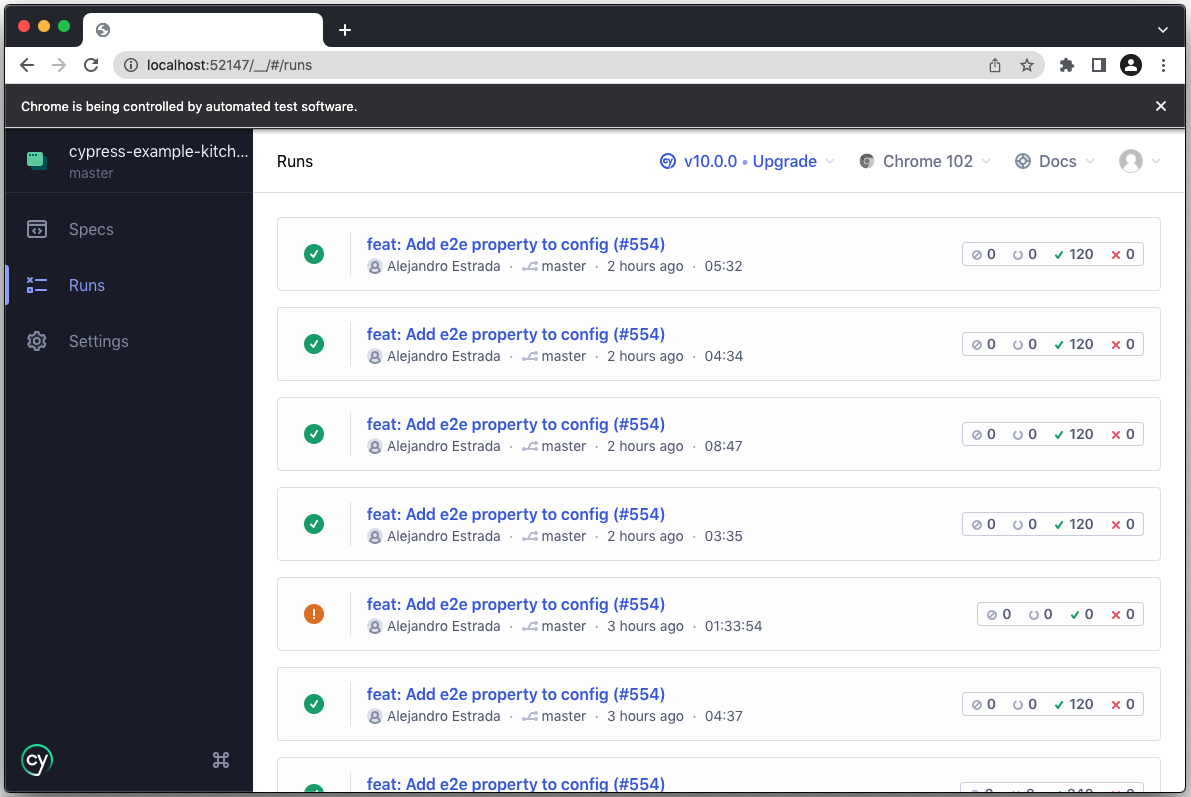 localhost:52147/__/#/runs
Chrome is being controlled by automated test software.
cypress-example-kitch...
master
Specs
Runs
Settings
cy
Runs
v10.0.0 • Upgrade
Chrome 102
Docs
feat: Add e2e property to config (#554)
Alejandro Estrada · master · 2 hours ago · 05:32
0 0 120 0
feat: Add e2e property to config (#554)
Alejandro Estrada · master · 2 hours ago · 04:34
0 0 120 0
feat: Add e2e property to config (#554)
Alejandro Estrada · master · 2 hours ago · 08:47
0 0 120 0
feat: Add e2e property to config (#554)
Alejandro Estrada · master · 2 hours ago · 03:35
0 0 120 0
feat: Add e2e property to config (#554)
Alejandro Estrada · master · 3 hours ago · 01:33:54
0 0 0 0
feat: Add e2e property to config (#554)
Alejandro Estrada · master · 3 hours ago · 04:37
0 0 120 0
feat: Add e2e property to config (#554)